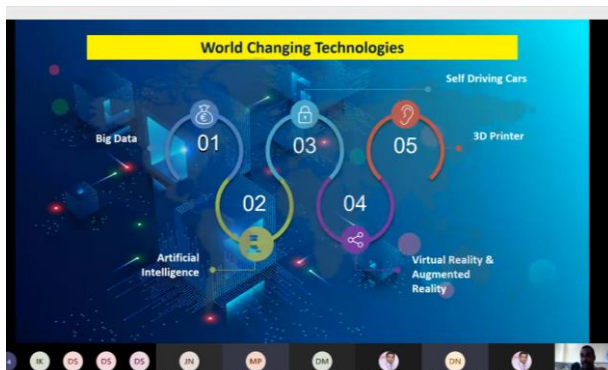 World Changing Technologies
Self Driving Cars
Big Data
01
03
05
3D Printer
02
04
Artificial
Intelligence
Virtual Reality &
Augmented
Reality
IK
DS
DS
DS
JN
MP
DM
DN